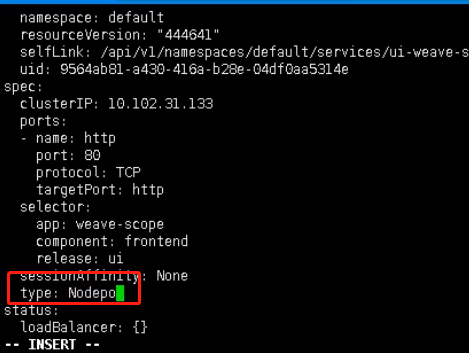 namespace: default
resourceVersion: "444641"
selfLink: /api/v1/namespaces/default/services/ui-weave-s
uid: 9564ab81-a430-416a-b28e-04df0aa5314e
spec:
clusterIP: 10.102.31.133
ports:
- name: http
port: 80
protocol: TCP
targetPort: http
selector:
app: weave-scope
component: frontend
release: ui
sessionAffinity: None
type: Nodepo
status:
loadBalancer: {}
-- INSERT --